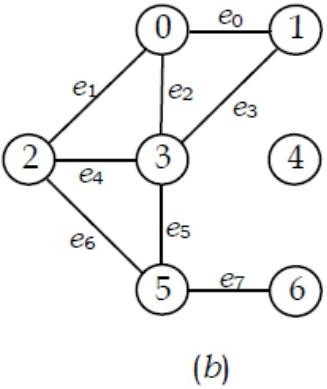 0 e₀ 1
e₁ e₂ e₃
2 e₄ 3 4
e₆ e₅
5 e₇ 6
(b)